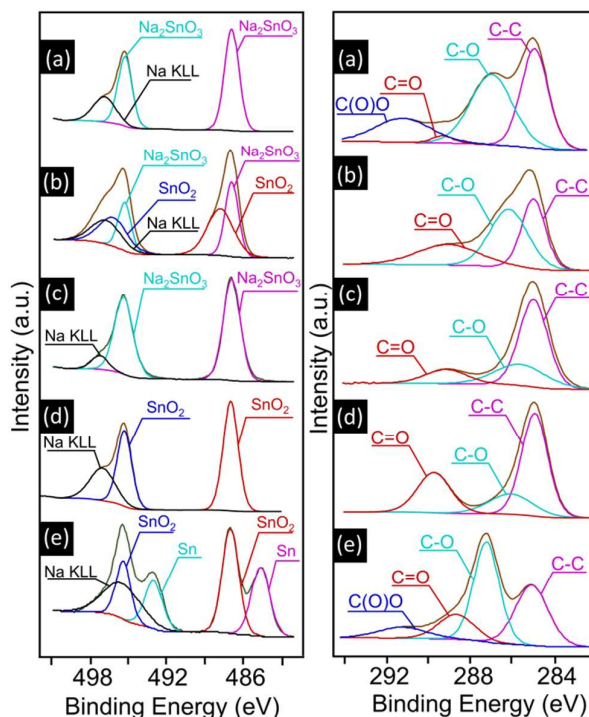 (a)
Na₂SnO₃
Na₂SnO₃
Na KLL
(b)
Na₂SnO₃
Na₂SnO₃
SnO₂
SnO₂
Na KLL
(c)
Na₂SnO₃
Na₂SnO₃
Na KLL
(d)
SnO₂
SnO₂
Na KLL
(e)
SnO₂
SnO₂
Sn
Sn
Na KLL
Intensity (a.u.)
498
492
486
Binding Energy (eV)
(a)
C-C
C-O
C=O
C(O)O
(b)
C-O
C-C
C=O
(c)
C-C
C-O
C=O
(d)
C-C
C=O
C-O
(e)
C-O
C-C
C=O
C(O)O
Intensity (a.u.)
292
288
284
Binding Energy (eV)